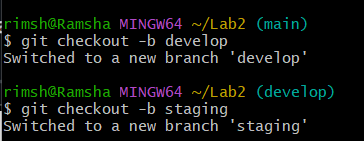 rimsh@Ramsha MINGW64 ~/Lab2 (main)
$ git checkout -b develop
Switched to a new branch 'develop'
rimsh@Ramsha MINGW64 ~/Lab2 (develop)
$ git checkout -b staging
Switched to a new branch 'staging'